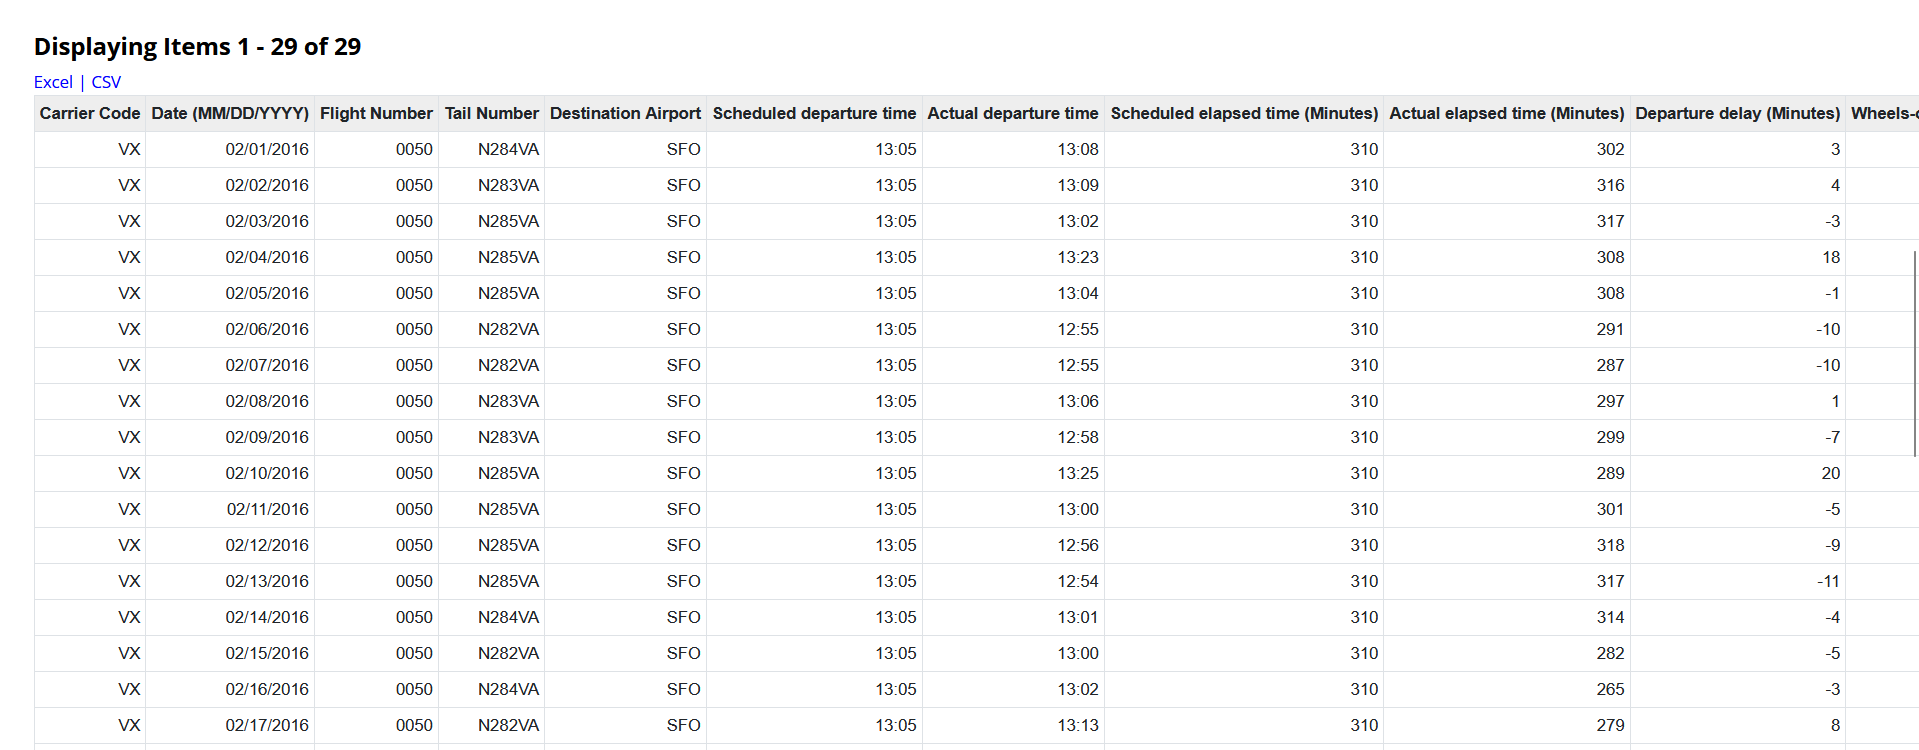 Displaying Items 1 - 29 of 29
Excel | CSV
Carrier Code Date (MM/DD/YYYY) Flight Number Tail Number Destination Airport Scheduled departure time Actual departure time Scheduled elapsed time (Minutes) Actual elapsed time (Minutes) Departure delay (Minutes) Wheels-
VX 02/01/2016 0050 N284VA SFO 13:05 13:08 310 302 3
VX 02/02/2016 0050 N283VA SFO 13:05 13:09 310 316 4
VX 02/03/2016 0050 N285VA SFO 13:05 13:02 310 317 -3
VX 02/04/2016 0050 N285VA SFO 13:05 13:23 310 308 18
VX 02/05/2016 0050 N285VA SFO 13:05 13:04 310 308 -1
VX 02/06/2016 0050 N282VA SFO 13:05 12:55 310 291 -10
VX 02/07/2016 0050 N282VA SFO 13:05 12:55 310 287 -10
VX 02/08/2016 0050 N283VA SFO 13:05 13:06 310 297 1
VX 02/09/2016 0050 N283VA SFO 13:05 12:58 310 299 -7
VX 02/10/2016 0050 N285VA SFO 13:05 13:25 310 289 20
VX 02/11/2016 0050 N285VA SFO 13:05 13:00 310 301 -5
VX 02/12/2016 0050 N285VA SFO 13:05 12:56 310 318 -9
VX 02/13/2016 0050 N285VA SFO 13:05 12:54 310 317 -11
VX 02/14/2016 0050 N284VA SFO 13:05 13:01 310 314 -4
VX 02/15/2016 0050 N282VA SFO 13:05 13:00 310 282 -5
VX 02/16/2016 0050 N284VA SFO 13:05 13:02 310 265 -3
VX 02/17/2016 0050 N282VA SFO 13:05 13:13 310 279 8